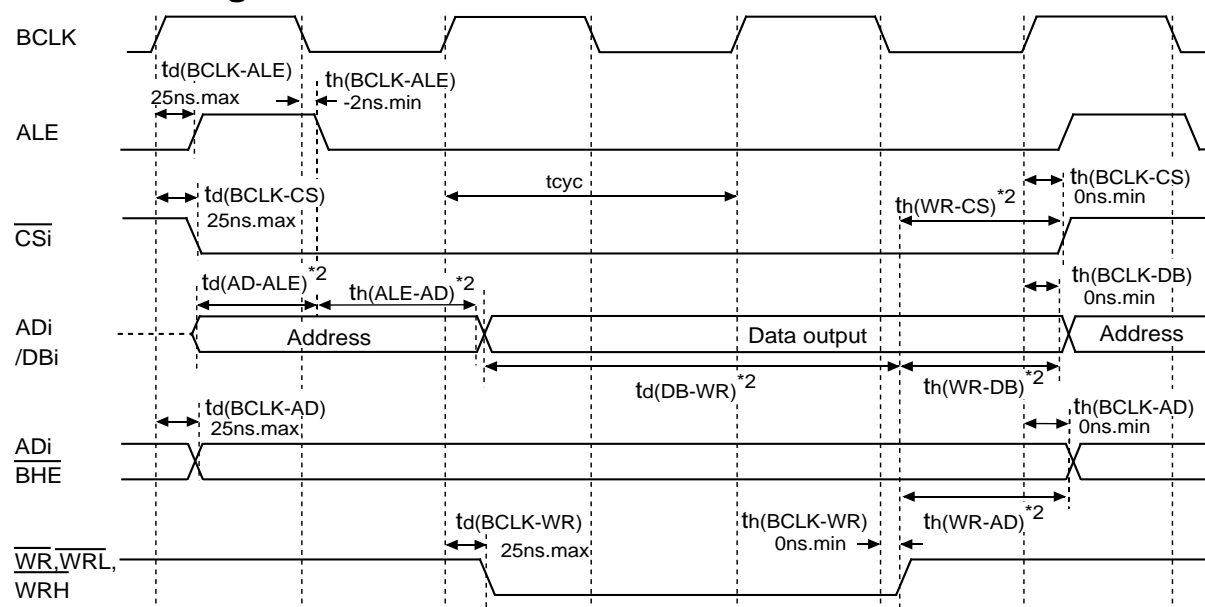 BCLK
td(BCLK-ALE)
25ns.max
th(BCLK-ALE)
-2ns.min
ALE
td(BCLK-CS)
25ns.max
tcyc
th(BCLK-CS)
0ns.min
th(WR-CS)*2
CSi
td(AD-ALE)*2
th(ALE-AD)*2
th(BCLK-DB)
0ns.min
ADi
/DBi
Address
Data output
Address
td(DB-WR)*2
th(WR-DB)*2
td(BCLK-AD)
25ns.max
th(BCLK-AD)
0ns.min
ADi
BHE
td(BCLK-WR)
25ns.max
th(BCLK-WR)
0ns.min
th(WR-AD)*2
WR,WRL,
WRH